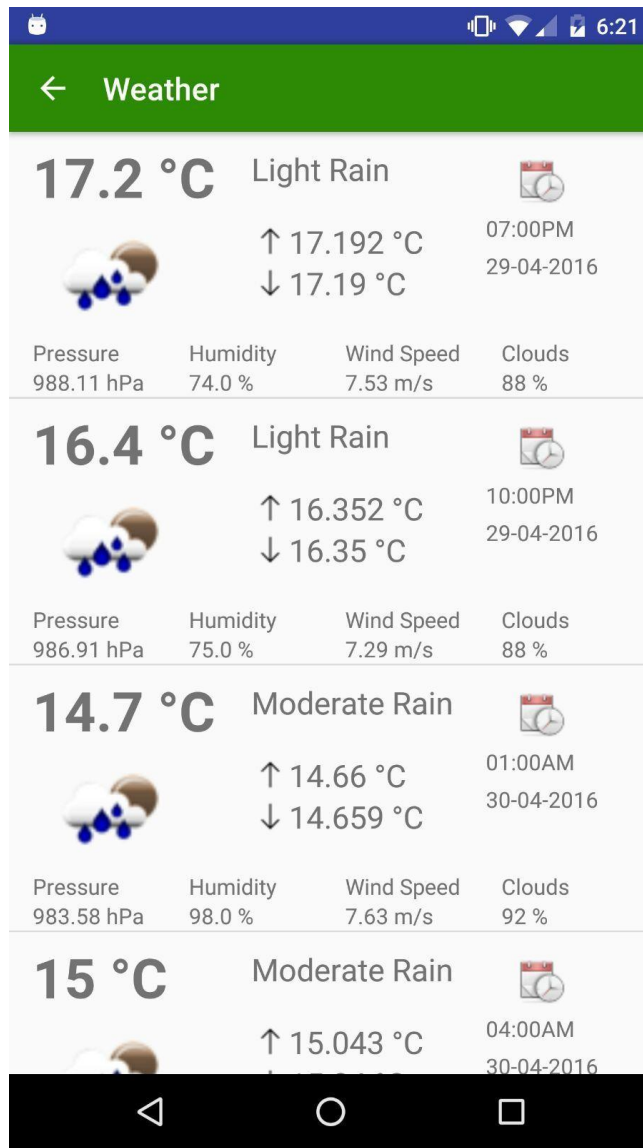 6:21
Weather
17.2 °C Light Rain
↑ 17.192 °C 07:00PM
↓ 17.19 °C 29-04-2016
Pressure Humidity Wind Speed Clouds
988.11 hPa 74.0 % 7.53 m/s 88 %
16.4 °C Light Rain
↑ 16.352 °C 10:00PM
↓ 16.35 °C 29-04-2016
Pressure Humidity Wind Speed Clouds
986.91 hPa 75.0 % 7.29 m/s 88 %
14.7 °C Moderate Rain
↑ 14.66 °C 01:00AM
↓ 14.659 °C 30-04-2016
Pressure Humidity Wind Speed Clouds
983.58 hPa 98.0 % 7.63 m/s 92 %
15 °C Moderate Rain
↑ 15.043 °C 04:00AM
30-04-2016